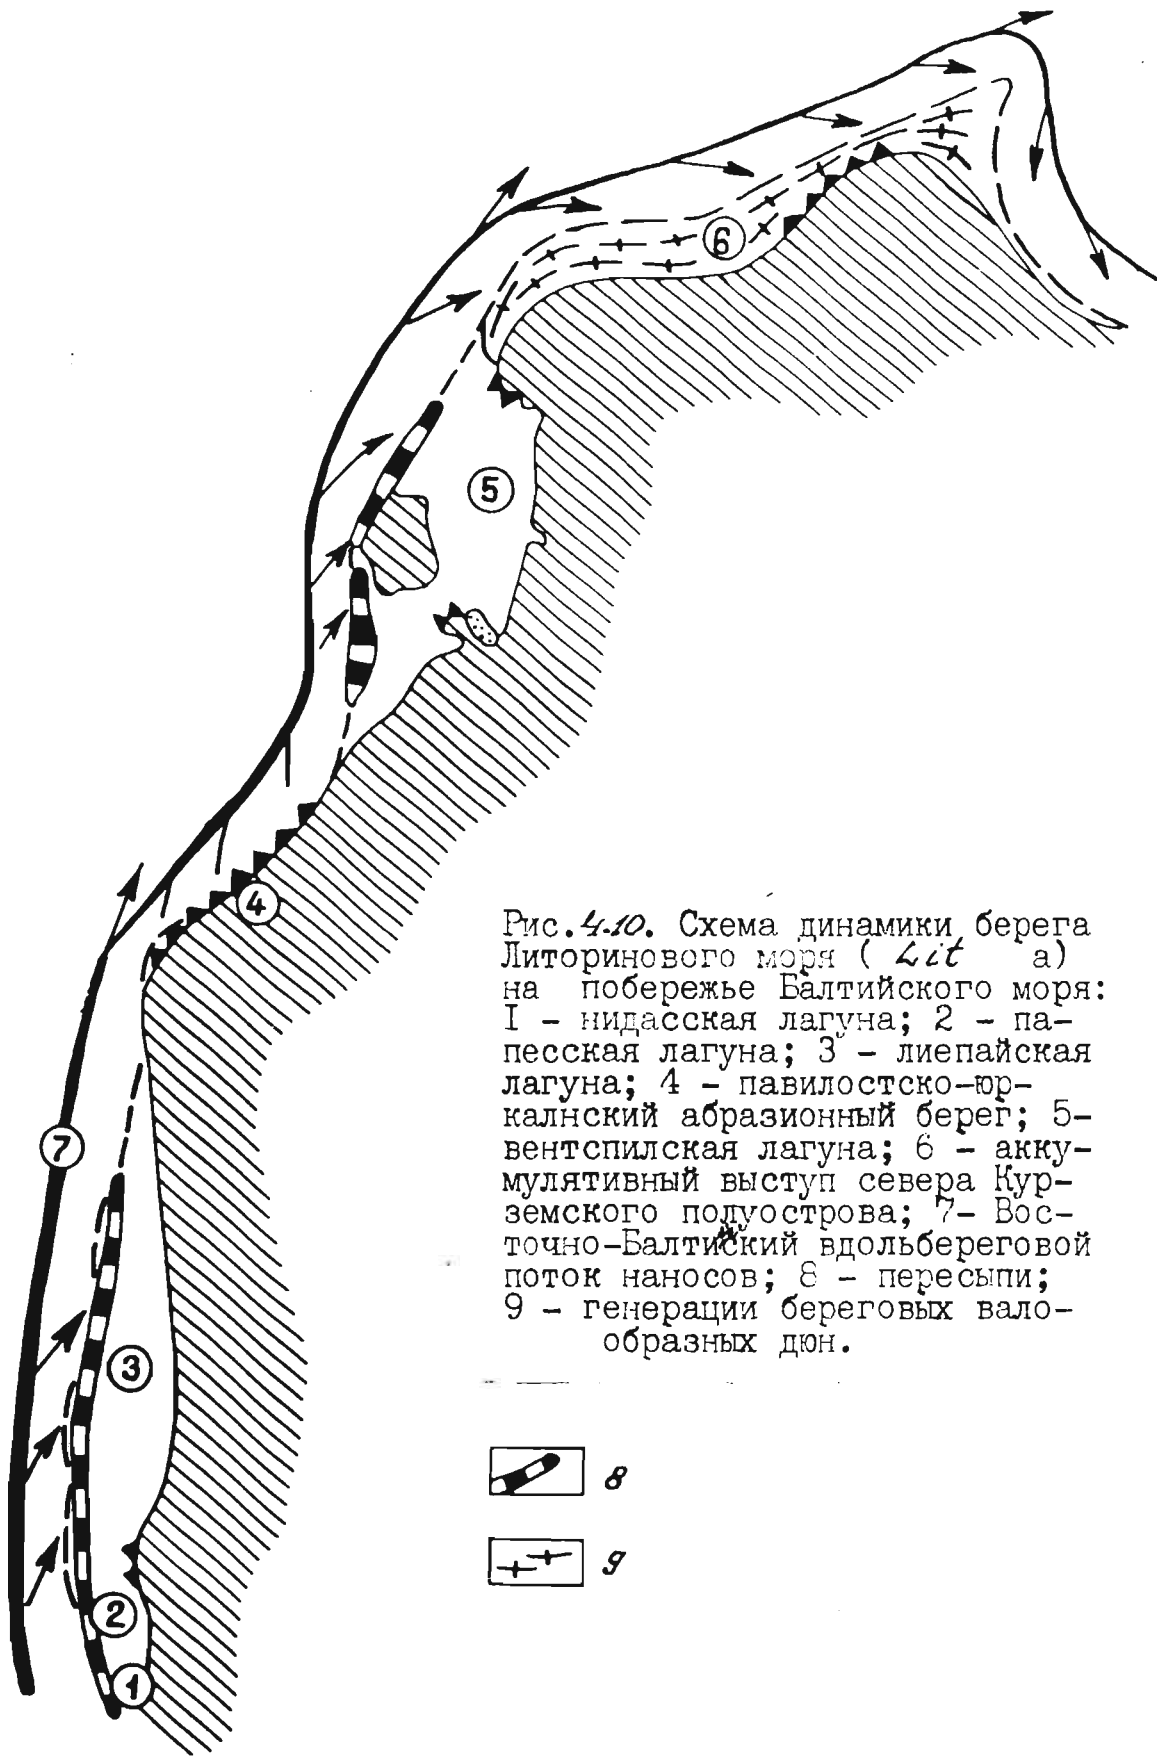 6
5
4
7
3
2
1
Рис.4.10. Схема динамики берега
Литоринового моря ( Lit а)
на побережье Балтийского моря:
I - нидасская лагуна; 2 - па-
песская лагуна; 3 - лиепайская
лагуна; 4 - павилостско-юр-
калнский абразионный берег; 5-
вентспилская лагуна; 6 - акку-
мулятивный выступ севера Кур-
земского полуострова; 7- Вос-
точно-Балтийский вдольбереговой
поток наносов; 8 - пересыпи;
9 - генерации береговых вало-
образных дюн.
8
9